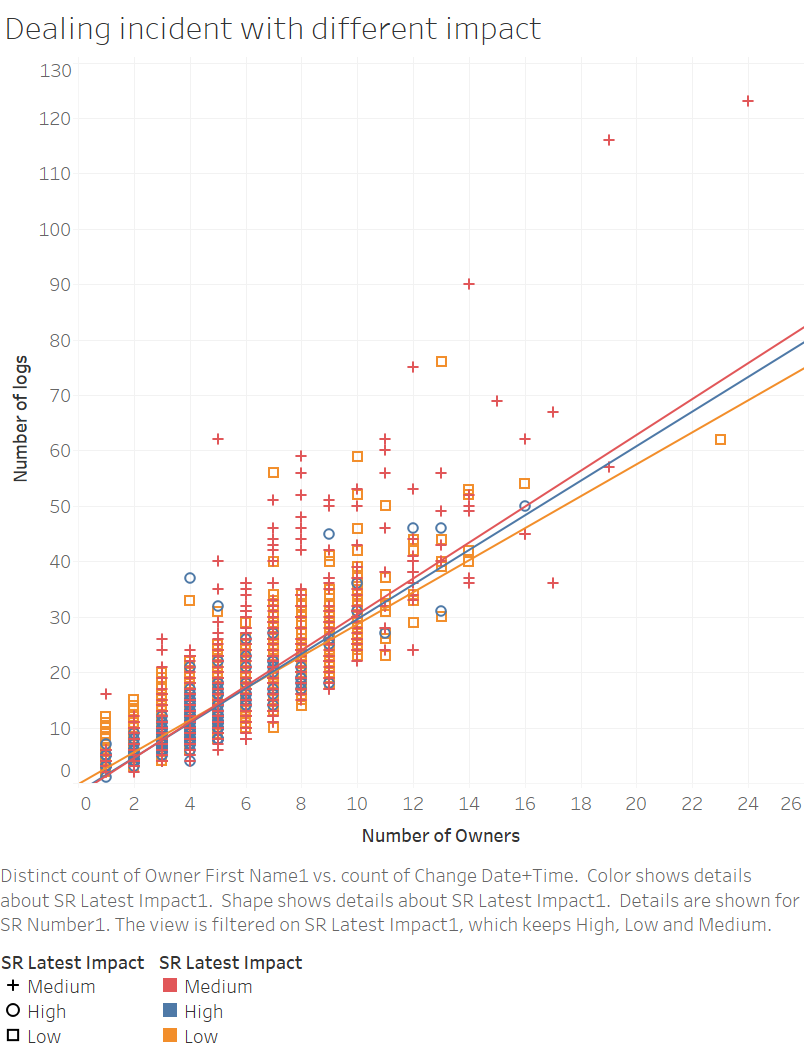 Dealing incident with different impact
130
120
110
100
90
80
70
60
50
40
30
20
10
0
Number of logs
0 2 4 6 8 10 12 14 16 18 20 22 24 26
Number of Owners
Distinct count of Owner First Name1 vs. count of Change Date+Time. Color shows details
about SR Latest Impact1. Shape shows details about SR Latest Impact1. Details are shown for
SR Number1. The view is filtered on SR Latest Impact1, which keeps High, Low and Medium.
SR Latest Impact SR Latest Impact
Medium Medium
High High
Low Low